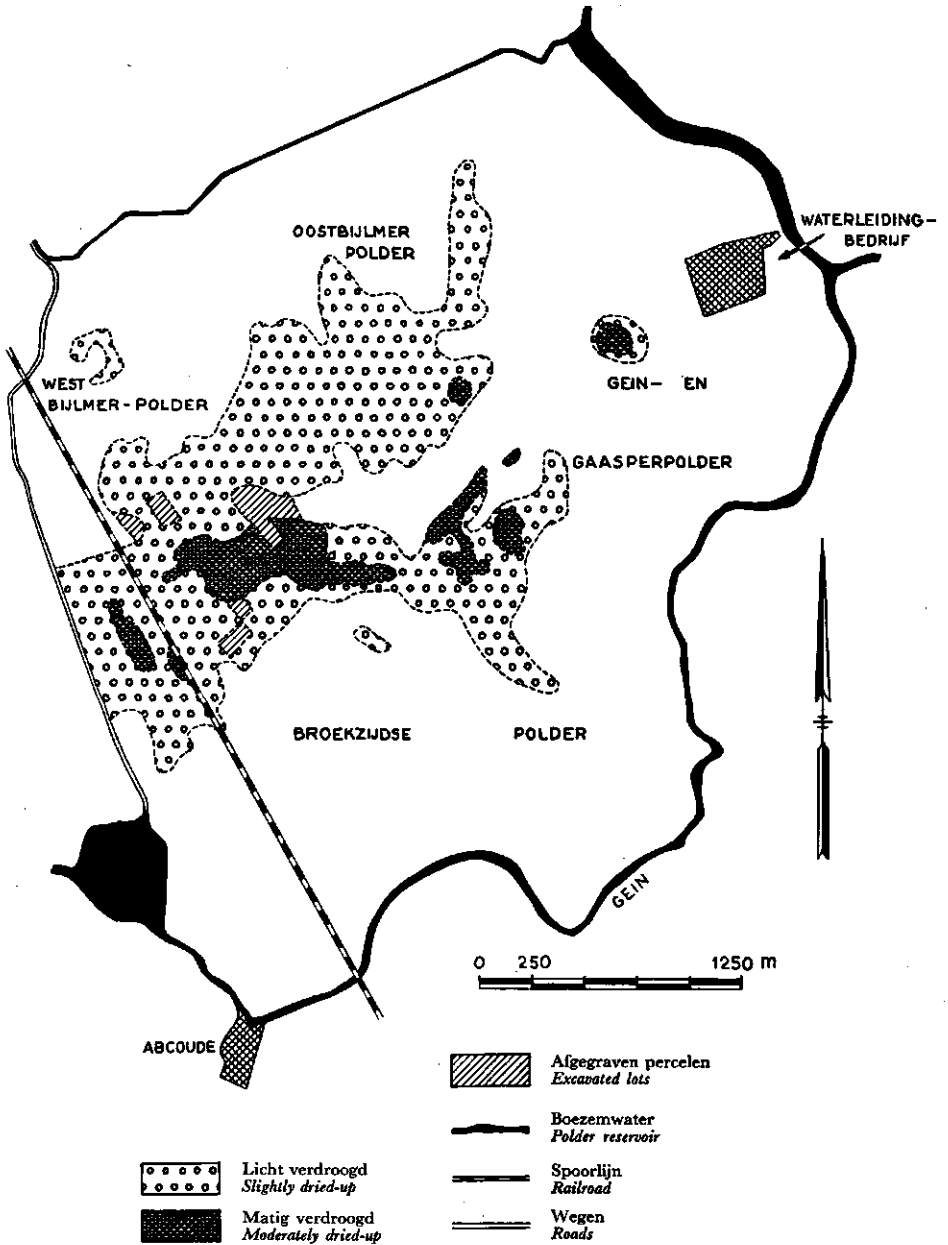 OOSTBIJLMER
POLDER
WATERLEIDING-
BEDRIJF
WEST
BIJLMER-POLDER
GEIN- EN
GAASPERPOLDER
BROEKZIJDSE POLDER
GEIN
0 250 1250 m
ABCOUDE
Afgegraven percelen
Excavated lots
Boezemwater
Polder reservoir
Licht verdroogd
Slightly dried-up
Spoorlijn
Railroad
Matig verdroogd
Moderately dried-up
Wegen
Roads